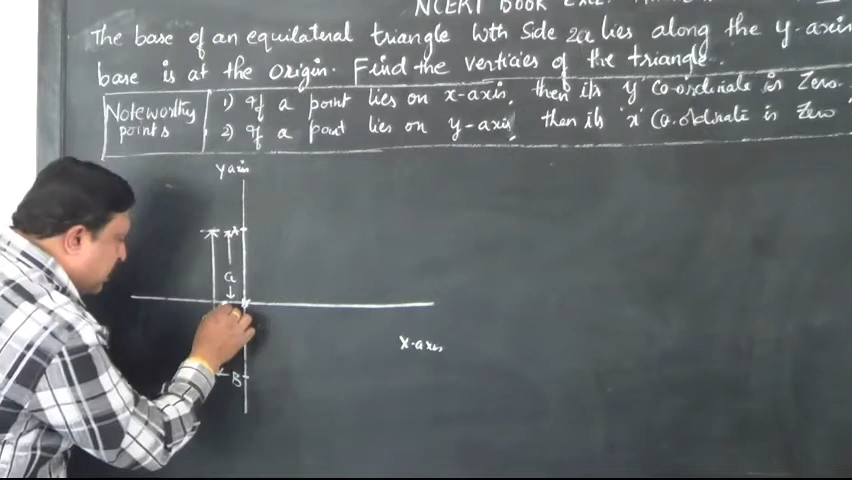 NCERT BOOK
The base of an equilateral triangle with Side 2a lies along the y-axis
base is at the origin. Find the verticies of the triangle.
Noteworthy points
1) If a point lies on x-axis, then its 'y' co-ordinate is Zero.
2) If a point lies on y-axis, then its 'x' co.ordinate is Zero
y axis
A
a
B
X-axis